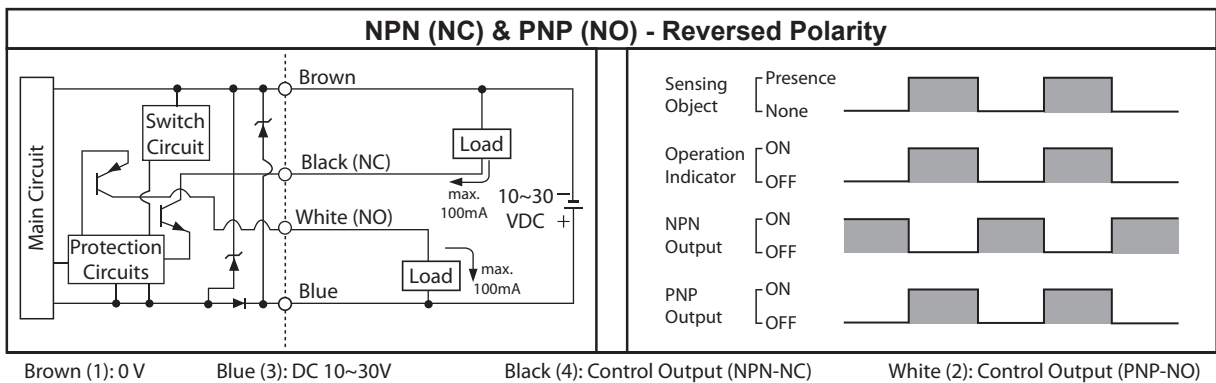 NPN (NC) & PNP (NO) - Reversed Polarity
Main Circuit
Switch
Circuit
Protection
Circuits
Brown
Black (NC)
White (NO)
Blue
Load
max.
100mA
10~30
VDC
−
+
Load
max.
100mA
Sensing
Object
Presence
None
Operation
Indicator
ON
OFF
NPN
Output
ON
OFF
PNP
Output
ON
OFF
Brown (1): 0 V
Blue (3): DC 10~30V
Black (4): Control Output (NPN-NC)
White (2): Control Output (PNP-NO)